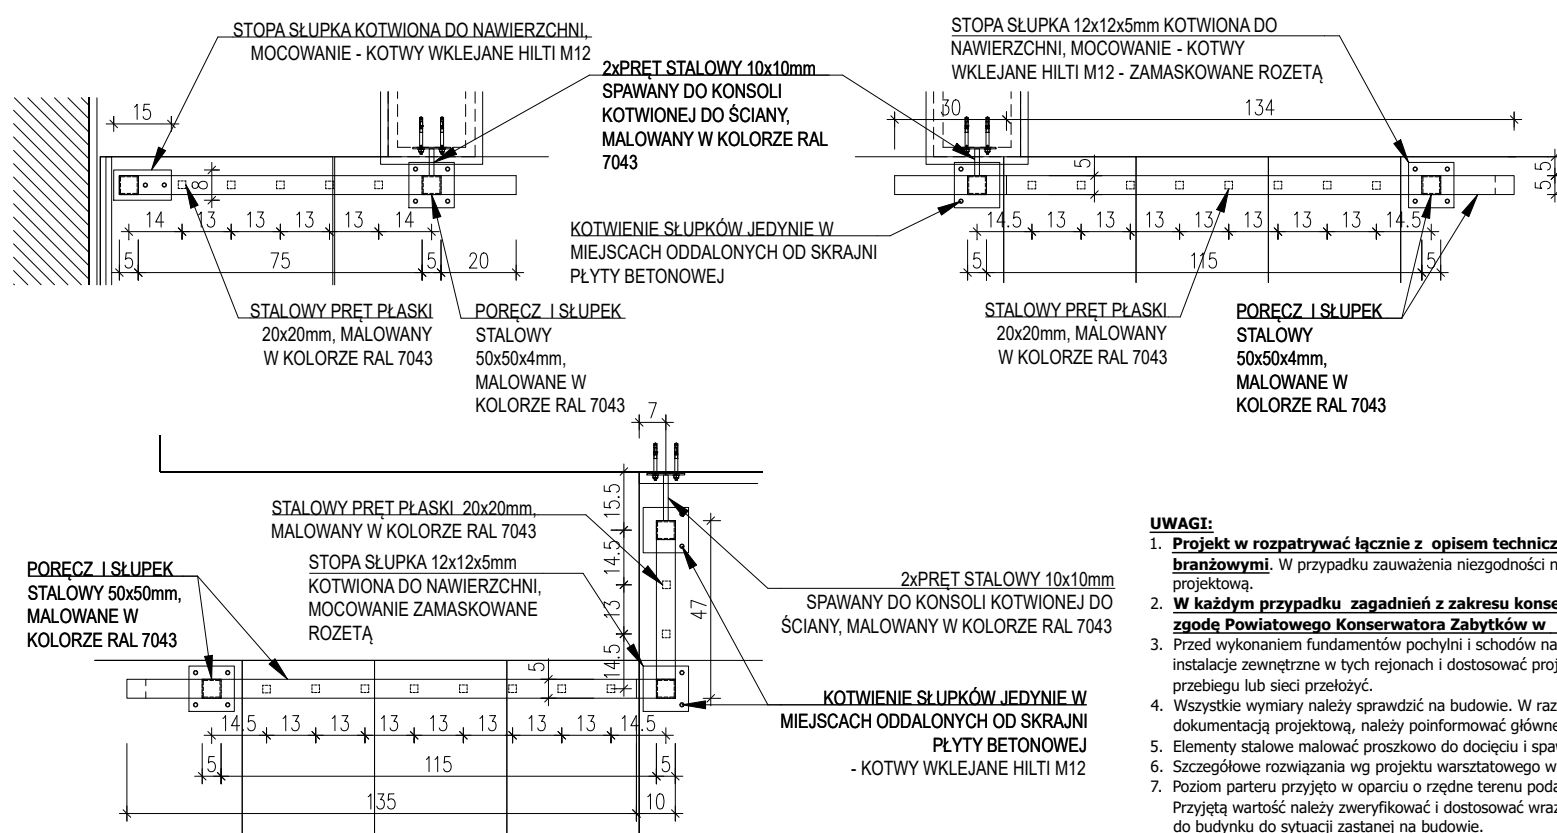 STOPA SŁUPKA KOTWIONA DO NAWIERZCHNI,
MOCOWANIE - KOTWY WKLEJANE HILTI M12
2xPRĘT STALOWY 10x10mm
SPAWANY DO KONSOLI
KOTWIONEJ DO ŚCIANY,
MALOWANY W KOLORZE RAL
7043
STOPA SŁUPKA 12x12x5mm KOTWIONA DO
NAWIERZCHNI, MOCOWANIE - KOTWY
WKLEJANE HILTI M12 - ZAMASKOWANE ROZETĄ
15
8
14 13 13 13 13 14
5 75 5 20
30 134
5
5 5
14.5 13 13 13 13 13 13 13 14.5
5 115 5
KOTWIENIE SŁUPKÓW JEDYNIE W
MIEJSCACH ODDALONYCH OD SKRAJNI
PŁYTY BETONOWEJ
STALOWY PRĘT PŁASKI
20x20mm, MALOWANY
W KOLORZE RAL 7043
PORĘCZ I SŁUPEK
STALOWY
50x50x4mm,
MALOWANE W
KOLORZE RAL 7043
STALOWY PRĘT PŁASKI
20x20mm, MALOWANY
W KOLORZE RAL 7043
PORĘCZ I SŁUPEK
STALOWY
50x50x4mm,
MALOWANE W
KOLORZE RAL 7043
7
15.5
14.5
13
14.5
47
STALOWY PRĘT PŁASKI 20x20mm,
MALOWANY W KOLORZE RAL 7043
STOPA SŁUPKA 12x12x5mm
KOTWIONA DO NAWIERZCHNI,
MOCOWANIE ZAMASKOWANE
ROZETĄ
PORĘCZ I SŁUPEK
STALOWY 50x50mm,
MALOWANE W
KOLORZE RAL 7043
2xPRĘT STALOWY 10x10mm
SPAWANY DO KONSOLI KOTWIONEJ DO
ŚCIANY, MALOWANY W KOLORZE RAL 7043
KOTWIENIE SŁUPKÓW JEDYNIE W
MIEJSCACH ODDALONYCH OD SKRAJNI
PŁYTY BETONOWEJ
- KOTWY WKLEJANE HILTI M12
5
14.5 13 13 13 13 13 13 13 14.5
5 115 5
135 10
UWAGI:
1. Projekt w rozpatrywać łącznie z opisem technicz
branżowymi. W przypadku zauważenia niezgodności n
projektową.
2. W każdym przypadku zagadnień z zakresu konse
zgodę Powiatowego Konserwatora Zabytków w
3. Przed wykonaniem fundamentów pochylni i schodów na
instalacje zewnętrzne w tych rejonach i dostosować proj
przebiegu lub sieci przełożyć.
4. Wszystkie wymiary należy sprawdzić na budowie. W raz
dokumentacją projektową, należy poinformować główne
5. Elementy stalowe malować proszkowo do docięciu i spaw
6. Szczegółowe rozwiązania wg projektu warsztatowego w
7. Poziom parteru przyjęto w oparciu o rzędne terenu poda
Przyjętą wartość należy zweryfikować i dostosować wraz
do budynku do sytuacji zastanej na budowie.